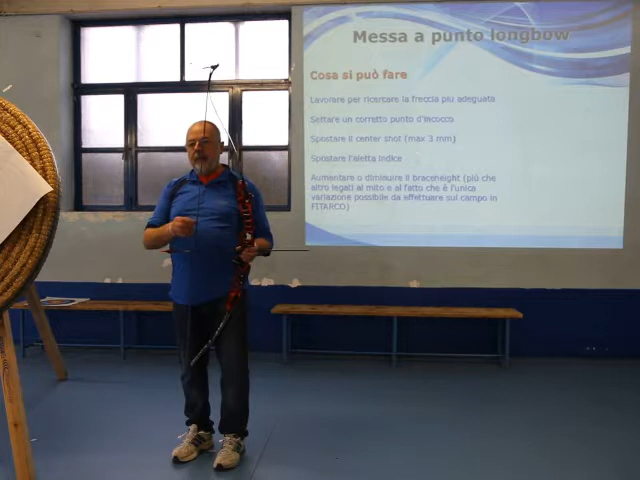 Messa a punto longbow
Cosa si può fare
Lavorare per ricercare la freccia più adeguata
Settare un corretto punto d'incocco
Spostare il center shot (max 3 mm)
Spostare l'aletta indice
Aumentare o diminuire il braceheight (più che
altro legati al mito e al fatto che è l'unica
variazione possibile da effettuare sul campo in
FITARCO)